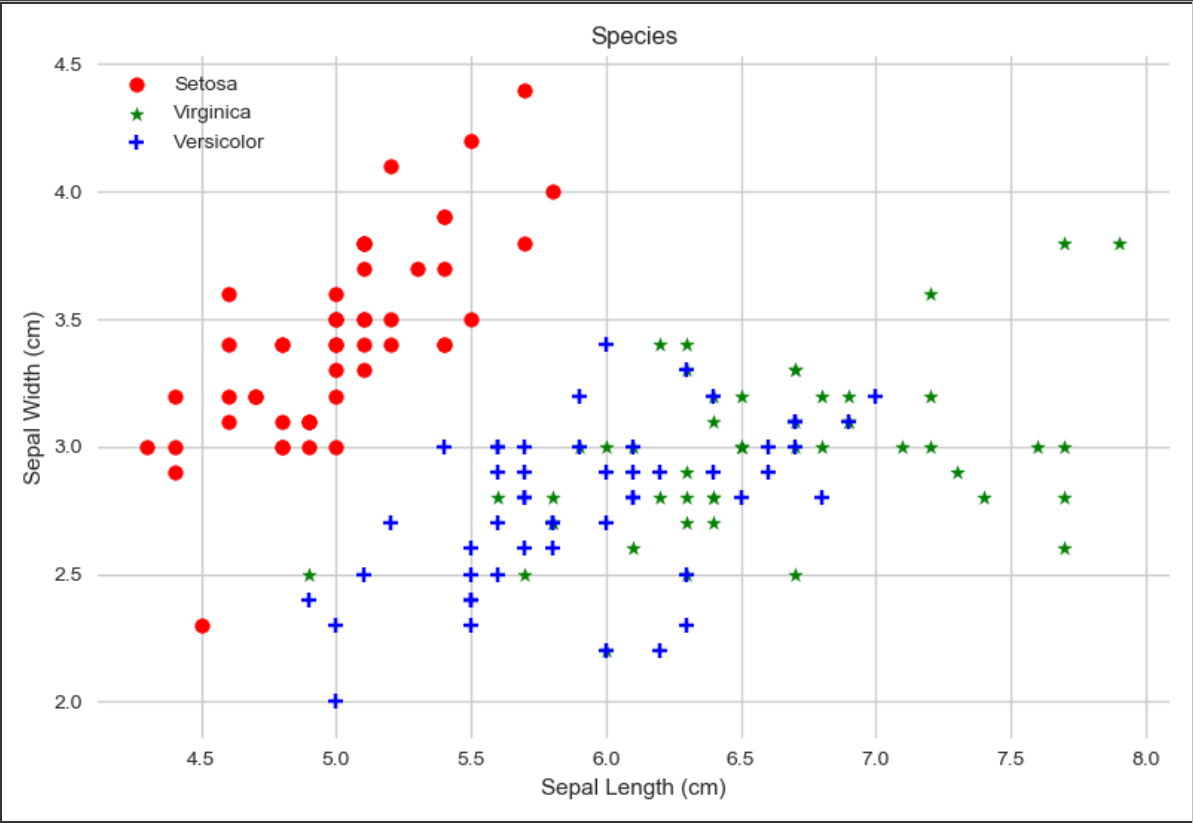 Species
4.5
Setosa
Virginica
Versicolor
4.0
3.5
3.0
2.5
2.0
Sepal Width (cm)
4.5 5.0 5.5 6.0 6.5 7.0 7.5 8.0
Sepal Length (cm)